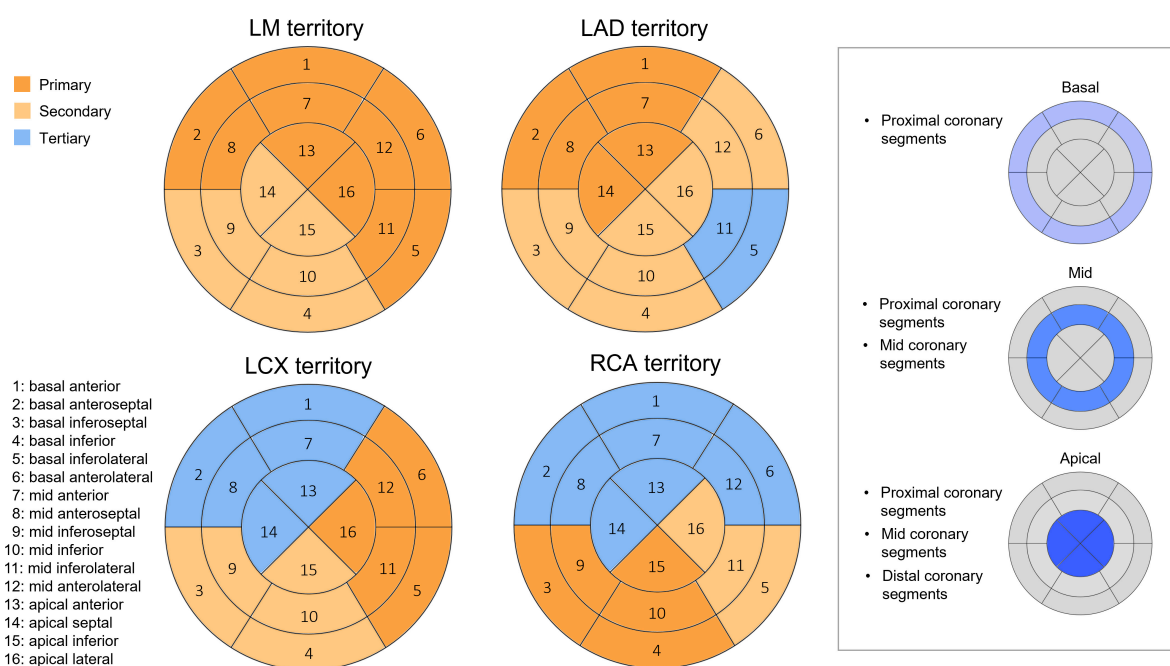 LM territory
LAD territory
Primary
Secondary
Tertiary
1
7
2
8
13
12
6
14
16
9
15
11
3
5
10
4
1
7
2
8
13
12
6
14
16
9
15
11
3
5
10
4
LCX territory
RCA territory
1: basal anterior
2: basal anteroseptal
3: basal inferoseptal
4: basal inferior
5: basal inferolateral
6: basal anterolateral
7: mid anterior
8: mid anteroseptal
9: mid inferoseptal
10: mid inferior
11: mid inferolateral
12: mid anterolateral
13: apical anterior
14: apical septal
15: apical inferior
16: apical lateral
1
7
2
8
13
12
6
14
16
9
15
11
3
5
10
4
1
7
2
8
13
12
6
14
16
9
15
11
3
5
10
4
Basal
• Proximal coronary
segments
Mid
• Proximal coronary
segments
• Mid coronary
segments
Apical
• Proximal coronary
segments
• Mid coronary
segments
• Distal coronary
segments